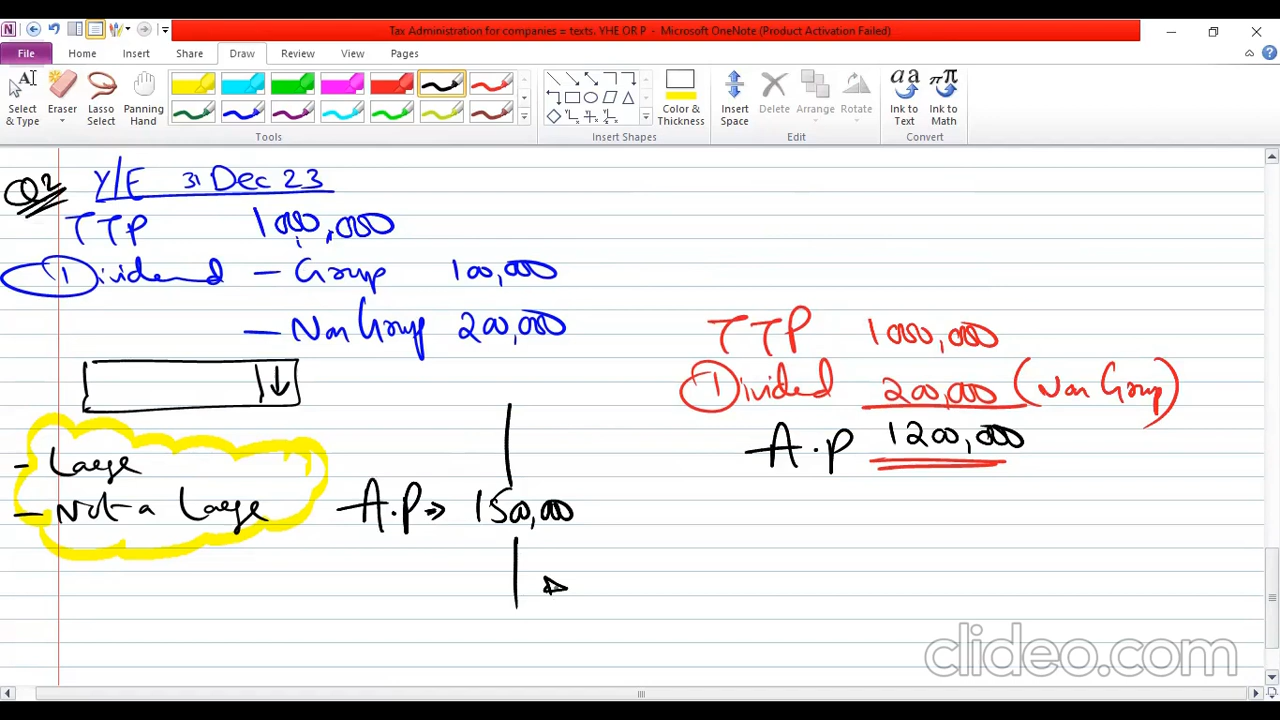 Tax Administration for companies = texts. YHE OR P - Microsoft OneNote (Product Activation Failed)
File Home Insert Share Draw Review View Pages
Select & Type
Eraser
Lasso Select
Panning Hand
Color & Thickness
Insert Space
Delete
Arrange
Rotate
Ink to Text
Ink to Math
Tools
Insert Shapes
Edit
Convert
Q2 Y/E 31 Dec 23
TTP 1000,000
Dividend — Group 100,000
— Non Group 200,000
- Large
- Not a Large
A.P → 1500,000
TTP 1000,000
Divided 200,000 (Non Group)
A.P 1200,000
clideo.com